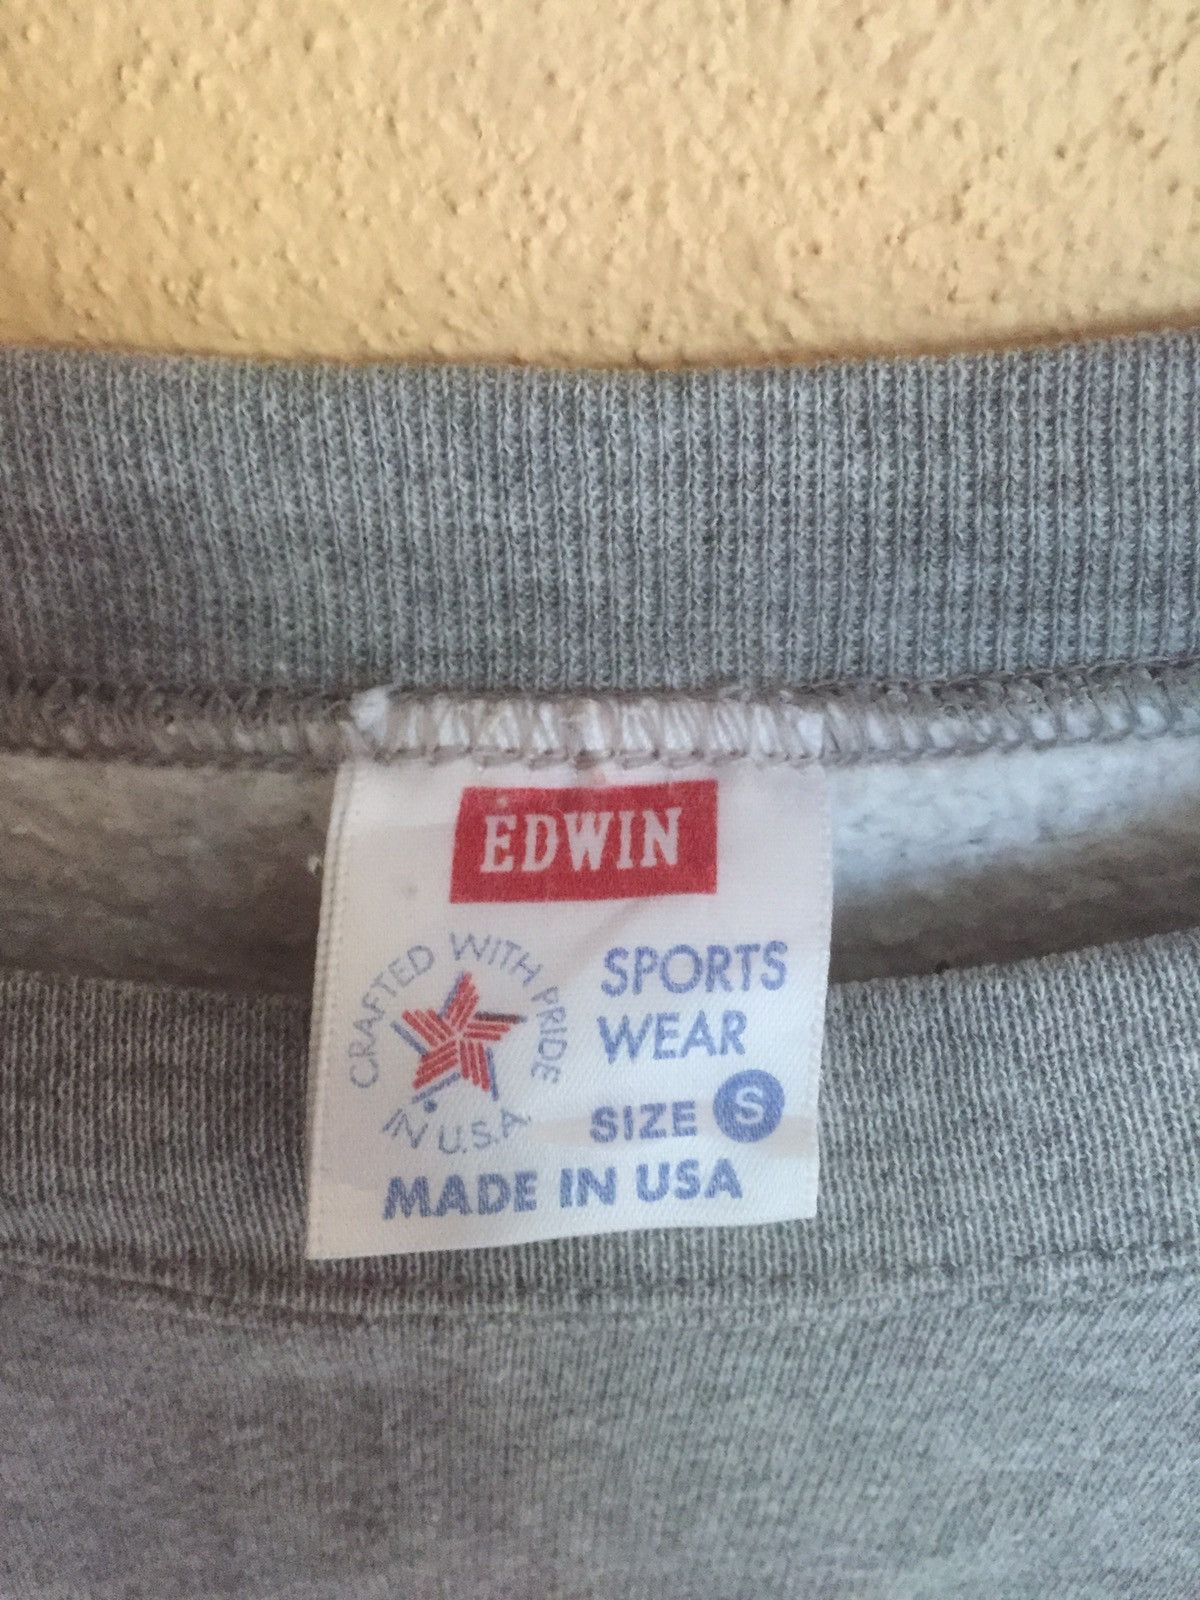 EDWIN
CRAFTED WITH PRIDE
IN U.S.A.
SPORTS
WEAR
SIZE S
MADE IN USA